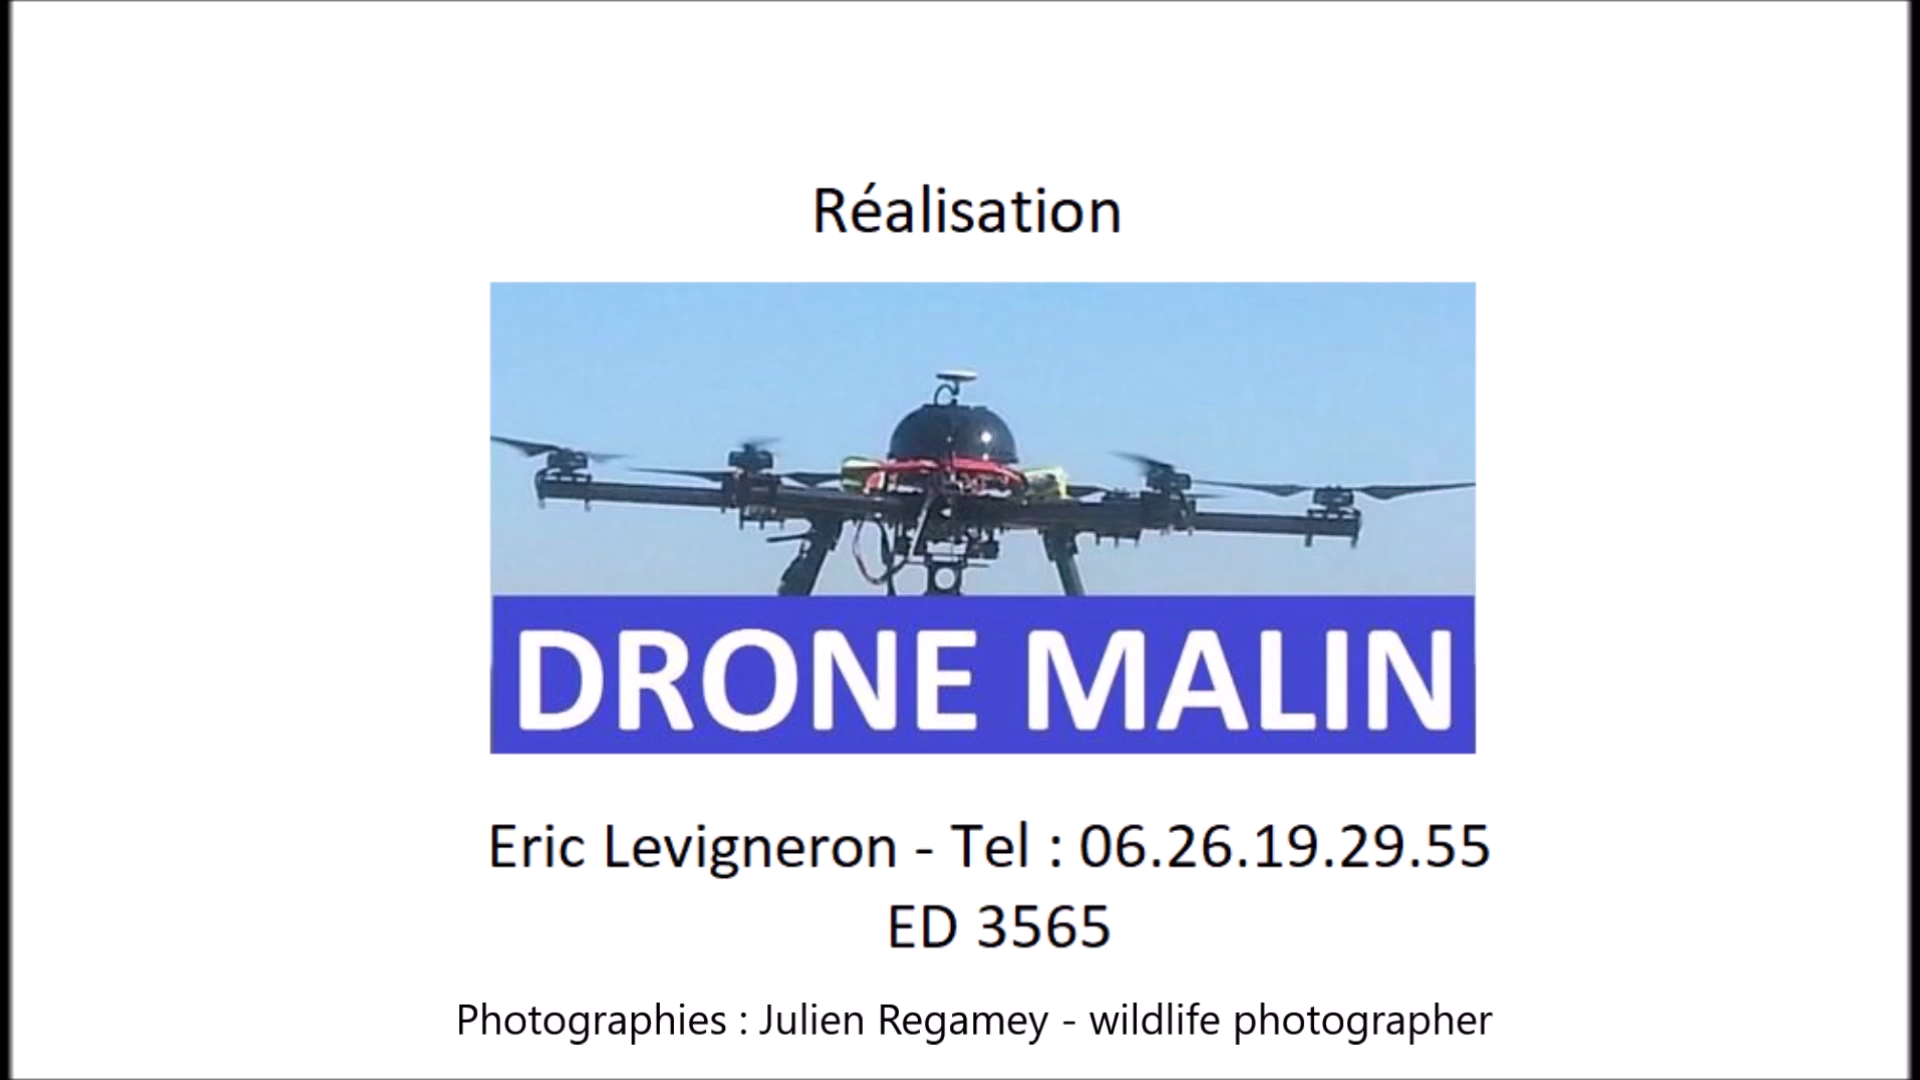 Réalisation
DRONE MALIN
Eric Levigneron - Tel : 06.26.19.29.55
ED 3565
Photographies : Julien Regamey - wildlife photographer